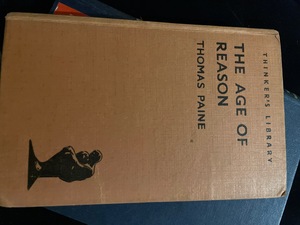 THINKER'S LIBRARY
THE AGE OF
REASON
THOMAS PAINE